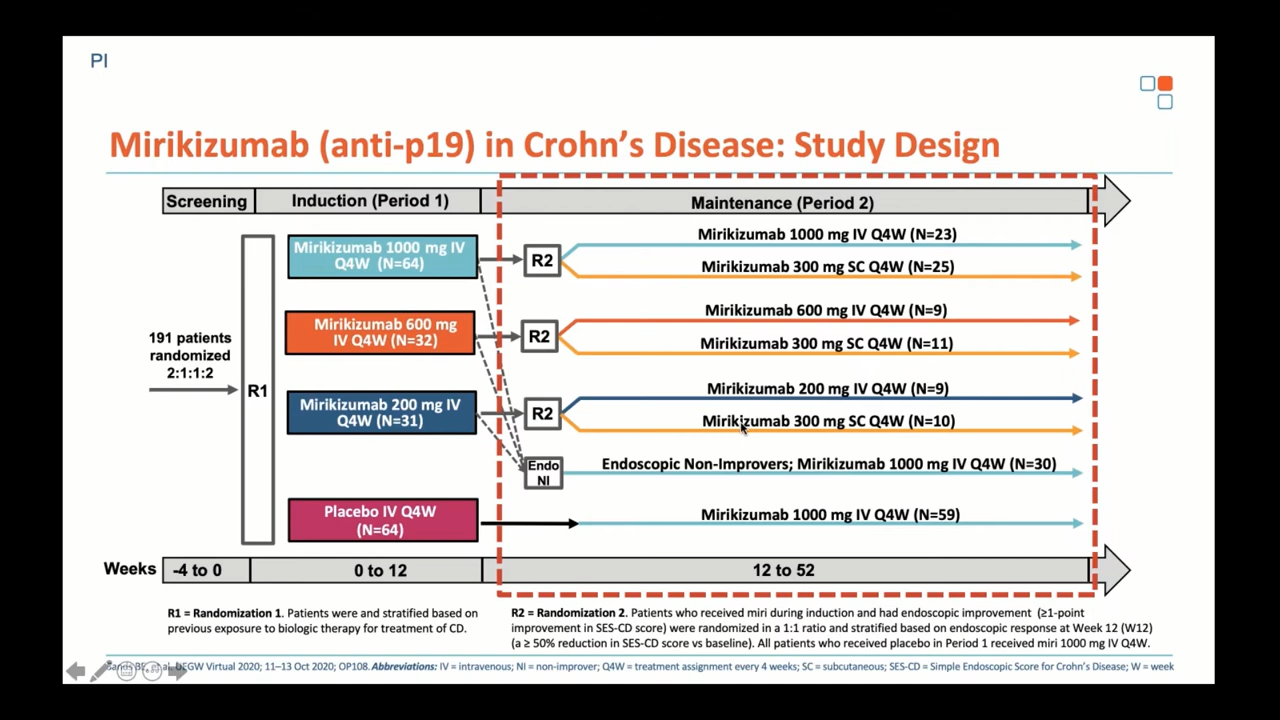 PI
Mirikizumab (anti-p19) in Crohn's Disease: Study Design
Screening
Induction (Period 1)
Maintenance (Period 2)
191 patients
randomized
2:1:1:2
R1
Mirikizumab 1000 mg IV
Q4W (N=64)
R2
Mirikizumab 1000 mg IV Q4W (N=23)
Mirikizumab 300 mg SC Q4W (N=25)
Mirikizumab 600 mg
IV Q4W (N=32)
R2
Mirikizumab 600 mg IV Q4W (N=9)
Mirikizumab 300 mg SC Q4W (N=11)
Mirikizumab 200 mg IV
Q4W (N=31)
R2
Mirikizumab 200 mg IV Q4W (N=9)
Mirikizumab 300 mg SC Q4W (N=10)
Endo
NI
Endoscopic Non-Improvers; Mirikizumab 1000 mg IV Q4W (N=30)
Placebo IV Q4W
(N=64)
Mirikizumab 1000 mg IV Q4W (N=59)
Weeks
-4 to 0
0 to 12
12 to 52
R1 = Randomization 1. Patients were and stratified based on
previous exposure to biologic therapy for treatment of CD.
R2 = Randomization 2. Patients who received miri during induction and had endoscopic improvement (≥1-point
improvement in SES-CD score) were randomized in a 1:1 ratio and stratified based on endoscopic response at Week 12 (W12)
(a ≥ 50% reduction in SES-CD score vs baseline). All patients who received placebo in Period 1 received miri 1000 mg IV Q4W.
et al. UEGW Virtual 2020; 11–13 Oct 2020; OP108. Abbreviations: IV = intravenous; NI = non-improver; Q4W = treatment assignment every 4 weeks; SC = subcutaneous; SES-CD = Simple Endoscopic Score for Crohn's Disease; W = week